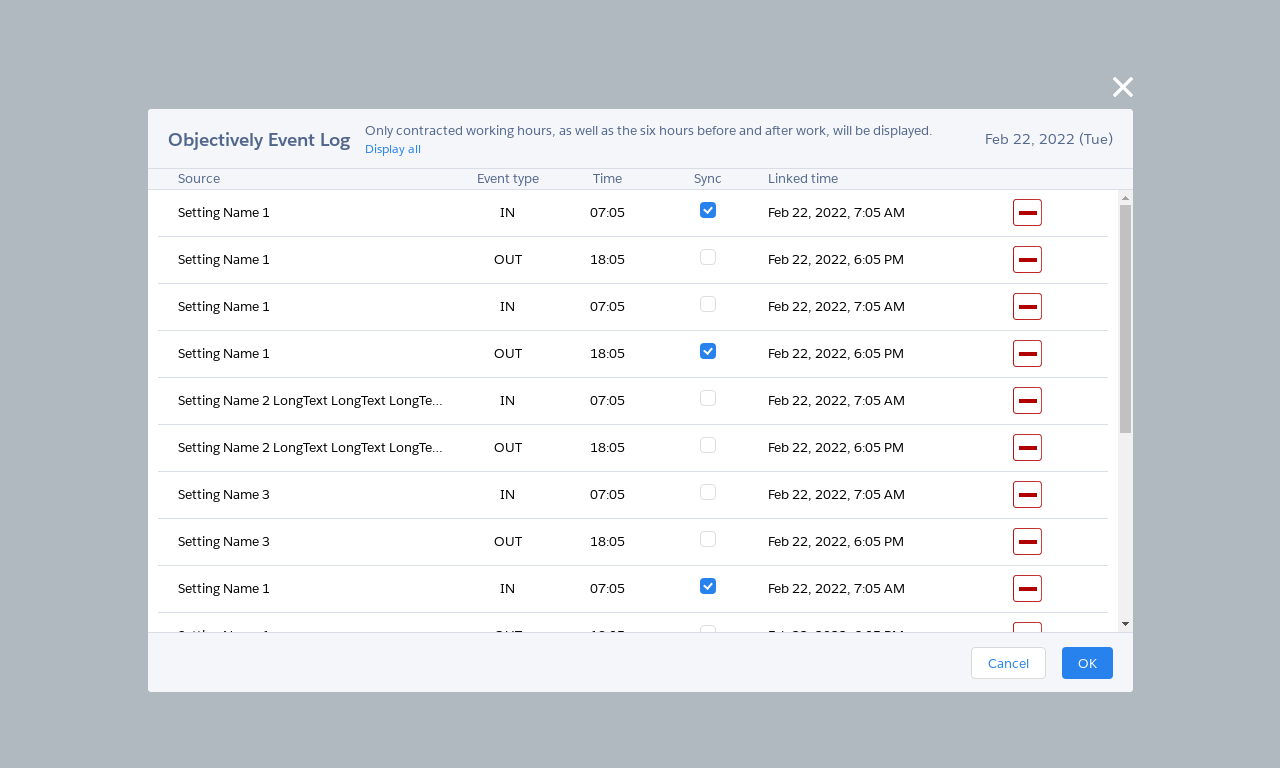 Objectively Event Log
Only contracted working hours, as well as the six hours before and after work, will be displayed.
Display all
Feb 22, 2022 (Tue)
Source Event type Time Sync Linked time
Setting Name 1 IN 07:05 Feb 22, 2022, 7:05 AM
Setting Name 1 OUT 18:05 Feb 22, 2022, 6:05 PM
Setting Name 1 IN 07:05 Feb 22, 2022, 7:05 AM
Setting Name 1 OUT 18:05 Feb 22, 2022, 6:05 PM
Setting Name 2 LongText LongText LongTe... IN 07:05 Feb 22, 2022, 7:05 AM
Setting Name 2 LongText LongText LongTe... OUT 18:05 Feb 22, 2022, 6:05 PM
Setting Name 3 IN 07:05 Feb 22, 2022, 7:05 AM
Setting Name 3 OUT 18:05 Feb 22, 2022, 6:05 PM
Setting Name 1 IN 07:05 Feb 22, 2022, 7:05 AM
Cancel OK